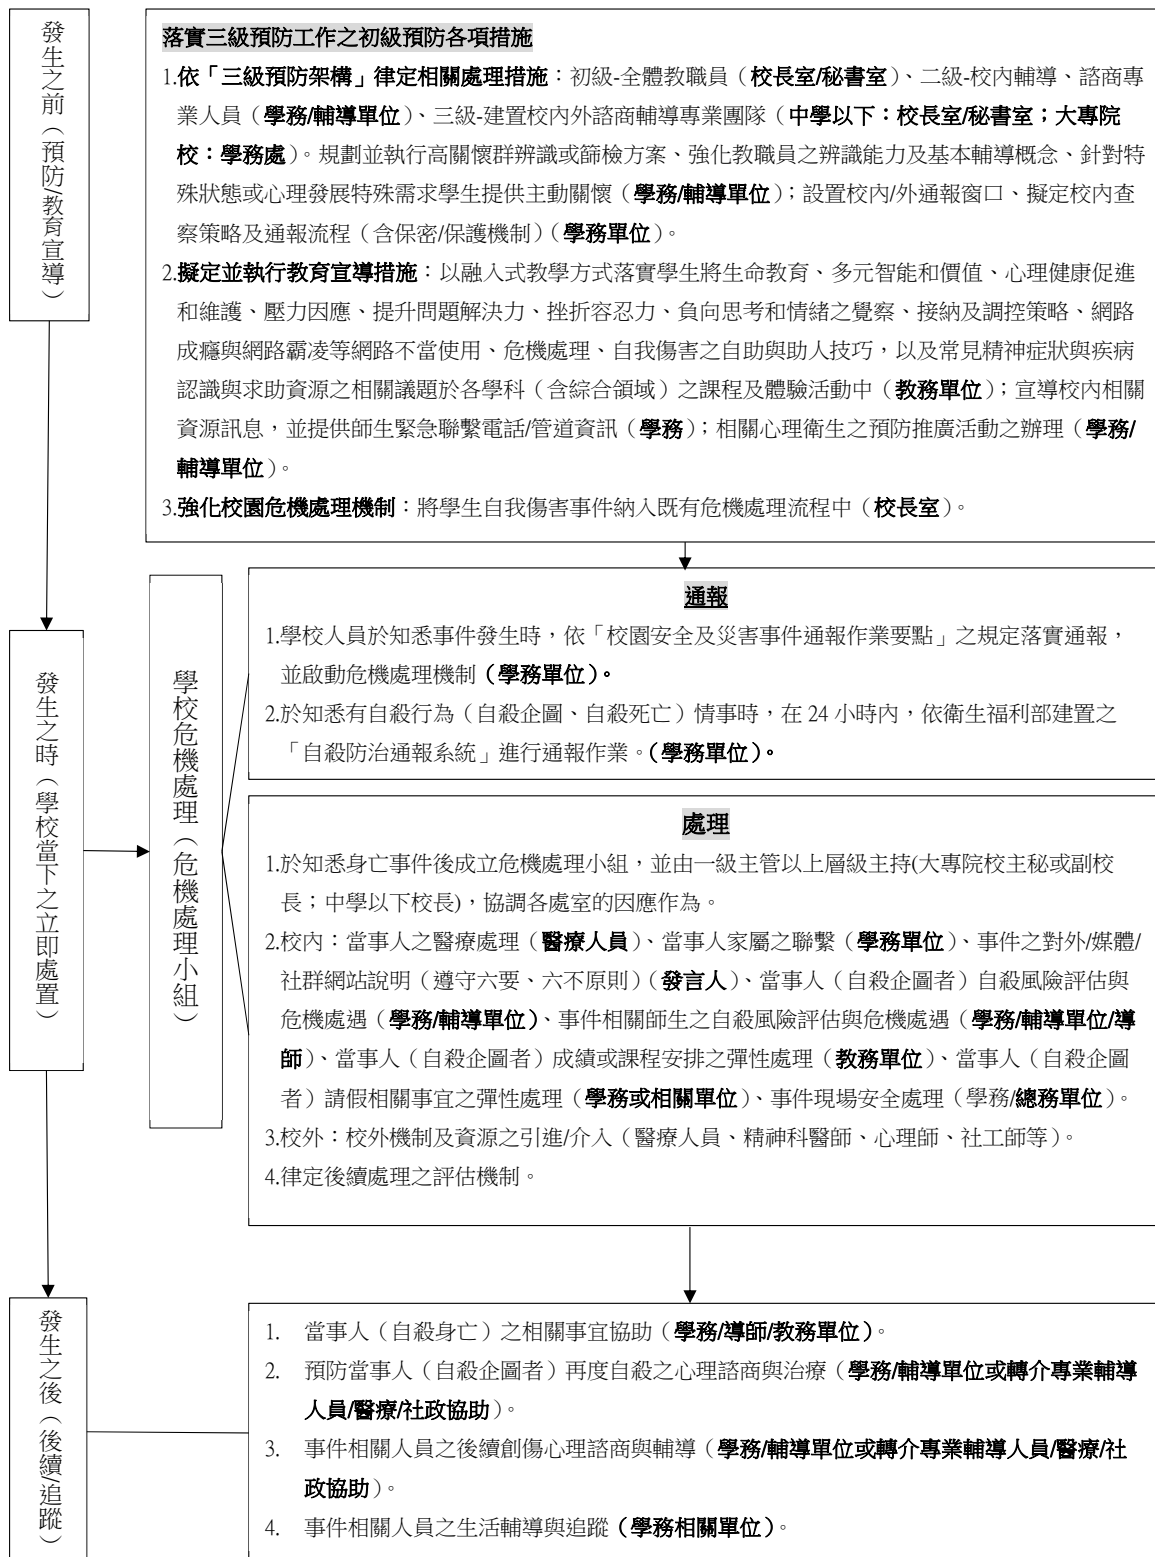 發生之前（預防/教育宣導）
落實三級預防工作之初級預防各項措施
1.依「三級預防架構」律定相關處理措施：初級-全體教職員（校長室/秘書室）、二級-校內輔導、諮商專
業人員（學務/輔導單位）、三級-建置校內外諮商輔導專業團隊（中學以下：校長室/秘書室；大專院
校：學務處）。規劃並執行高關懷群辨識或篩檢方案、強化教職員之辨識能力及基本輔導概念、針對特
殊狀態或心理發展特殊需求學生提供主動關懷（學務/輔導單位）；設置校內/外通報窗口、擬定校內查
察策略及通報流程（含保密/保護機制）（學務單位）。
2.擬定並執行教育宣導措施：以融入式教學方式落實學生將生命教育、多元智能和價值、心理健康促進
和維護、壓力因應、提升問題解決力、挫折容忍力、負向思考和情緒之覺察、接納及調控策略、網路
成癮與網路霸凌等網路不當使用、危機處理、自我傷害之自助與助人技巧，以及常見精神症狀與疾病
認識與求助資源之相關議題於各學科（含綜合領域）之課程及體驗活動中（教務單位）；宣導校內相關
資源訊息，並提供師生緊急聯繫電話/管道資訊（學務）；相關心理衛生之預防推廣活動之辦理（學務/
輔導單位）。
3.強化校園危機處理機制：將學生自我傷害事件納入既有危機處理流程中（校長室）。
發生之時（學校當下之立即處置）
學校危機處理（危機處理小組）
通報
1.學校人員於知悉事件發生時，依「校園安全及災害事件通報作業要點」之規定落實通報，
並啟動危機處理機制（學務單位）。
2.於知悉有自殺行為（自殺企圖、自殺死亡）情事時，在 24 小時內，依衛生福利部建置之
「自殺防治通報系統」進行通報作業。（學務單位）。
處理
1.於知悉身亡事件後成立危機處理小組，並由一級主管以上層級主持(大專院校主秘或副校
長；中學以下校長)，協調各處室的因應作為。
2.校內：當事人之醫療處理（醫療人員）、當事人家屬之聯繫（學務單位）、事件之對外/媒體/
社群網站說明（遵守六要、六不原則）（發言人）、當事人（自殺企圖者）自殺風險評估與
危機處遇（學務/輔導單位）、事件相關師生之自殺風險評估與危機處遇（學務/輔導單位/導
師）、當事人（自殺企圖者）成績或課程安排之彈性處理（教務單位）、當事人（自殺企圖
者）請假相關事宜之彈性處理（學務或相關單位）、事件現場安全處理（學務/總務單位）。
3.校外：校外機制及資源之引進/介入（醫療人員、精神科醫師、心理師、社工師等）。
4.律定後續處理之評估機制。
發生之後（後續/追蹤）
1. 當事人（自殺身亡）之相關事宜協助（學務/導師/教務單位）。
2. 預防當事人（自殺企圖者）再度自殺之心理諮商與治療（學務/輔導單位或轉介專業輔導
人員/醫療/社政協助）。
3. 事件相關人員之後續創傷心理諮商與輔導（學務/輔導單位或轉介專業輔導人員/醫療/社
政協助）。
4. 事件相關人員之生活輔導與追蹤（學務相關單位）。